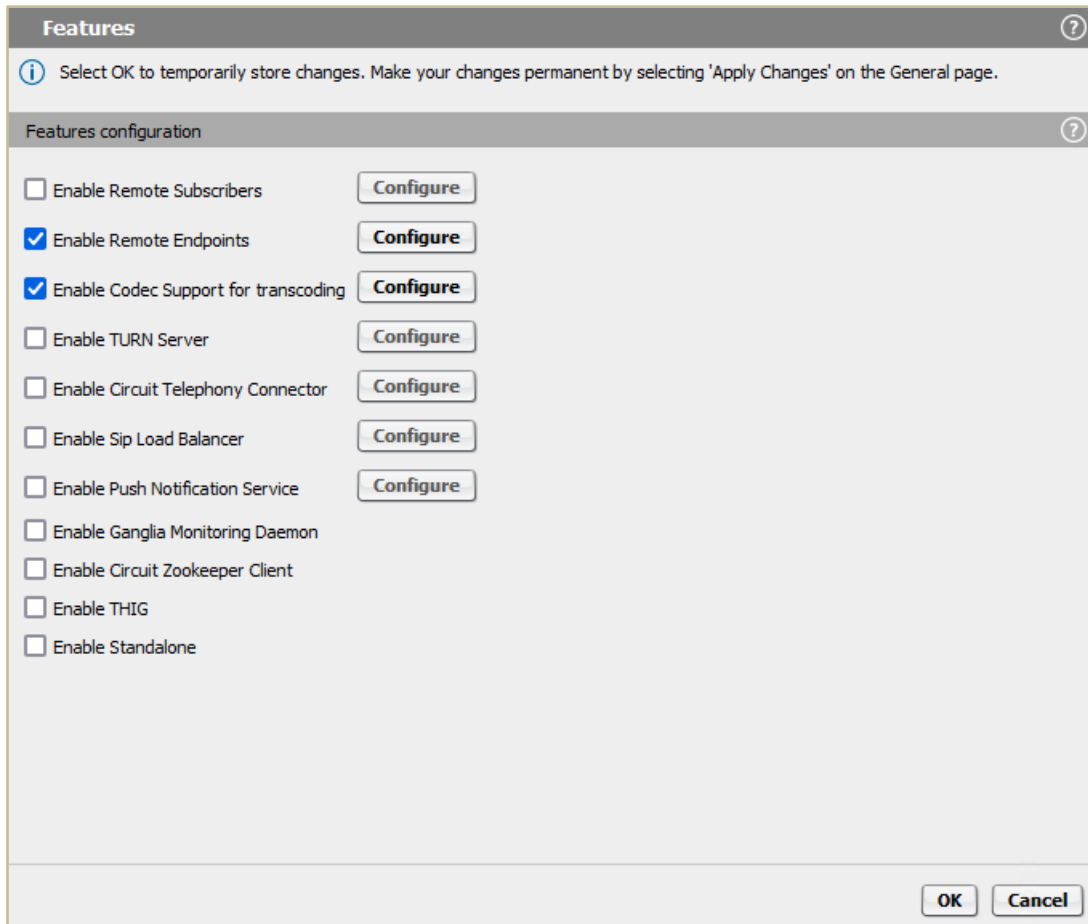 Features
Select OK to temporarily store changes. Make your changes permanent by selecting 'Apply Changes' on the General page.
Features configuration
Enable Remote Subscribers Configure
Enable Remote Endpoints Configure
Enable Codec Support for transcoding Configure
Enable TURN Server Configure
Enable Circuit Telephony Connector Configure
Enable Sip Load Balancer Configure
Enable Push Notification Service Configure
Enable Ganglia Monitoring Daemon
Enable Circuit Zookeeper Client
Enable THIG
Enable Standalone
OK Cancel